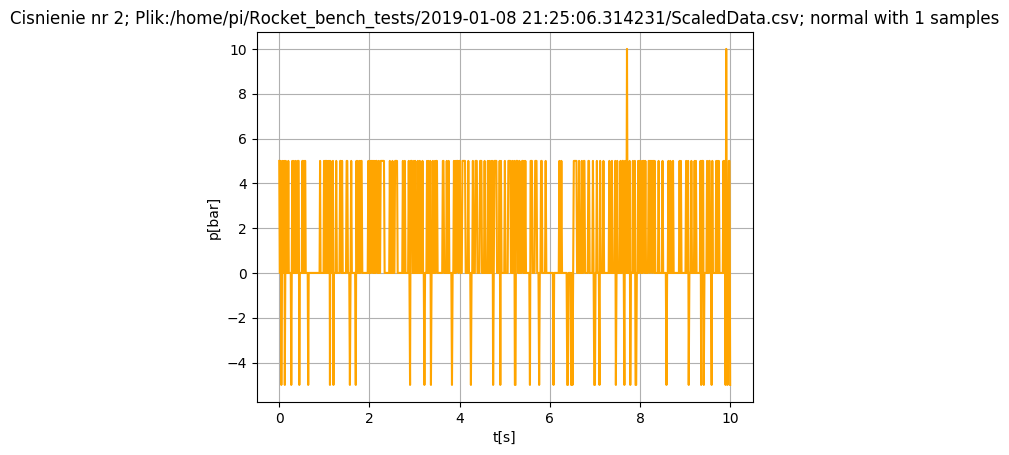 Cisnienie nr 2; Plik:/home/pi/Rocket_bench_tests/2019-01-08 21:25:06.314231/ScaledData.csv; normal with 1 samples
10
8
6
4
2
0
−2
−4
p[bar]
0 2 4 6 8 10
t[s]